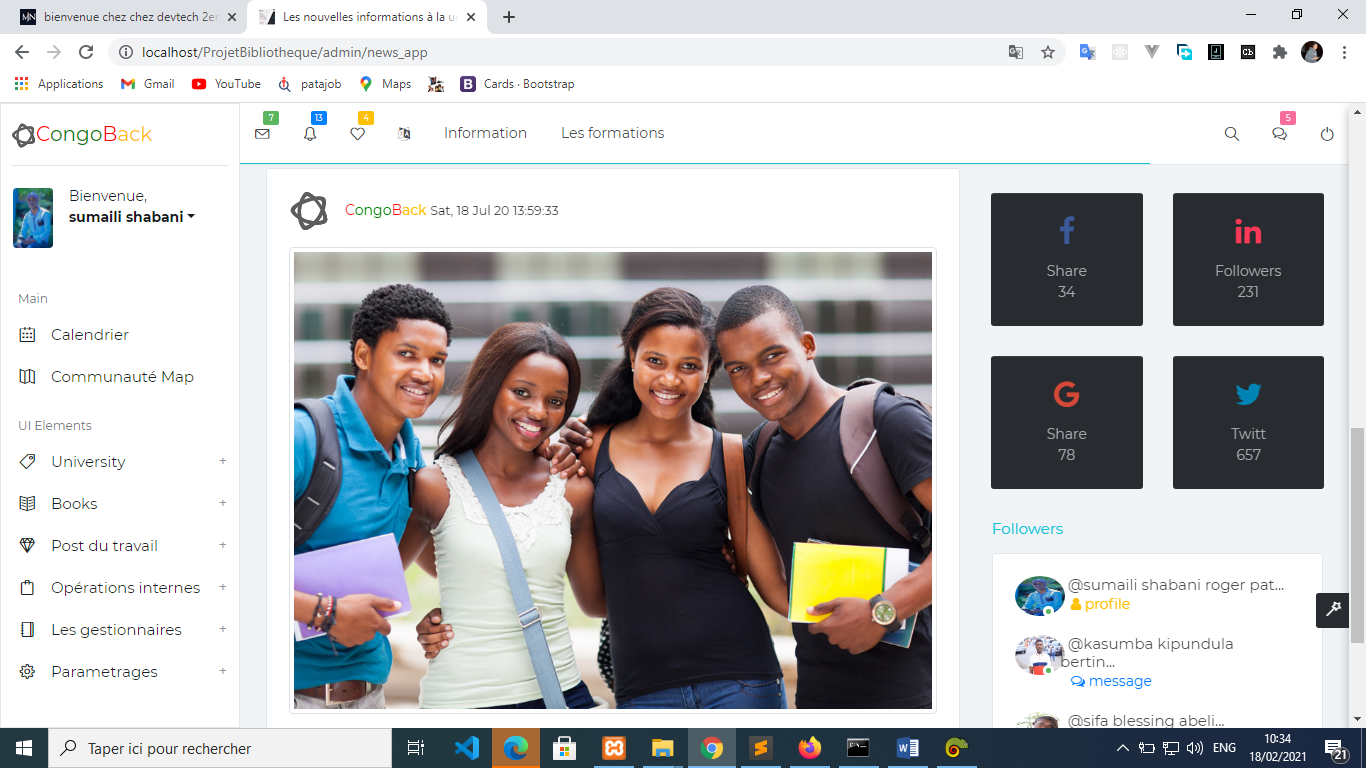 bienvenue chez chez devtech 2er
Les nouvelles informations à la u
localhost/ProjetBibliotheque/admin/news_app
Applications
Gmail
YouTube
patajob
Maps
Cards · Bootstrap
CongoBack
7
13
4
Information
Les formations
5
Bienvenue,
sumaili shabani
Main
Calendrier
Communauté Map
UI Elements
University +
Books +
Post du travail +
Opérations internes +
Les gestionnaires +
Parametrages +
CongoBack Sat, 18 Jul 20 13:59:33
Share
34
Followers
231
Share
78
Twitt
657
Followers
@sumaili shabani roger pat...
profile
@kasumba kipundula
bertin...
message
@sifa blessing abeli...
Taper ici pour rechercher
ENG
10:34
18/02/2021
21